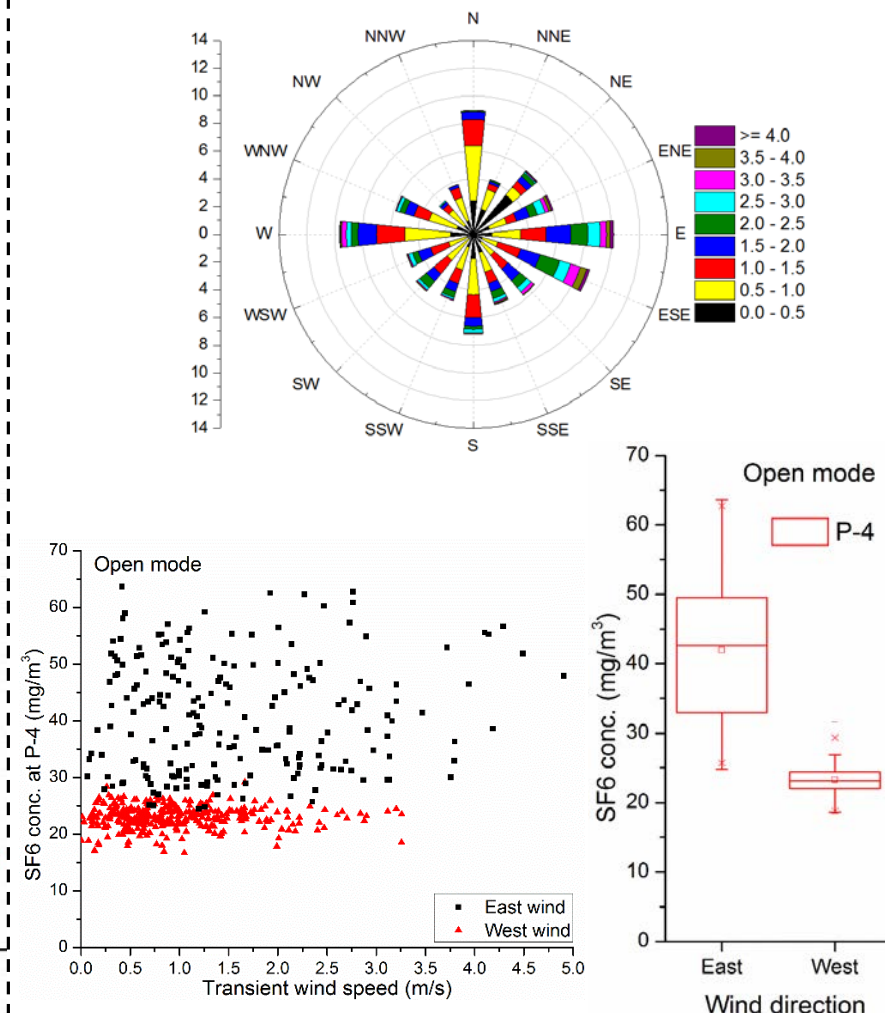 N
NNW
NNE
14
12
10
8
6
4
2
0
2
4
6
8
10
12
14
NW
NE
WNW
ENE
W
E
WSW
ESE
SW
SE
SSW
SSE
S
>= 4.0
3.5 - 4.0
3.0 - 3.5
2.5 - 3.0
2.0 - 2.5
1.5 - 2.0
1.0 - 1.5
0.5 - 1.0
0.0 - 0.5
Open mode
SF6 conc. at P-4 (mg/m³)
70
60
50
40
30
20
10
0
East wind
West wind
0.0 0.5 1.0 1.5 2.0 2.5 3.0 3.5 4.0 4.5 5.0
Transient wind speed (m/s)
Open mode
P-4
SF6 conc. (mg/m³)
70
60
50
40
30
20
10
0
East West
Wind direction